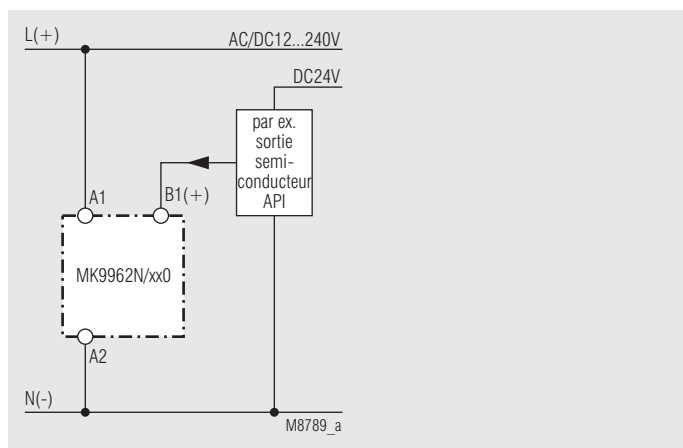 L(+)
AC/DC12...240V
DC24V
par ex.
sortie
semi-
conducteur
API
A1
B1(+)
MK9962N/xx0
A2
N(-)
M8789_a